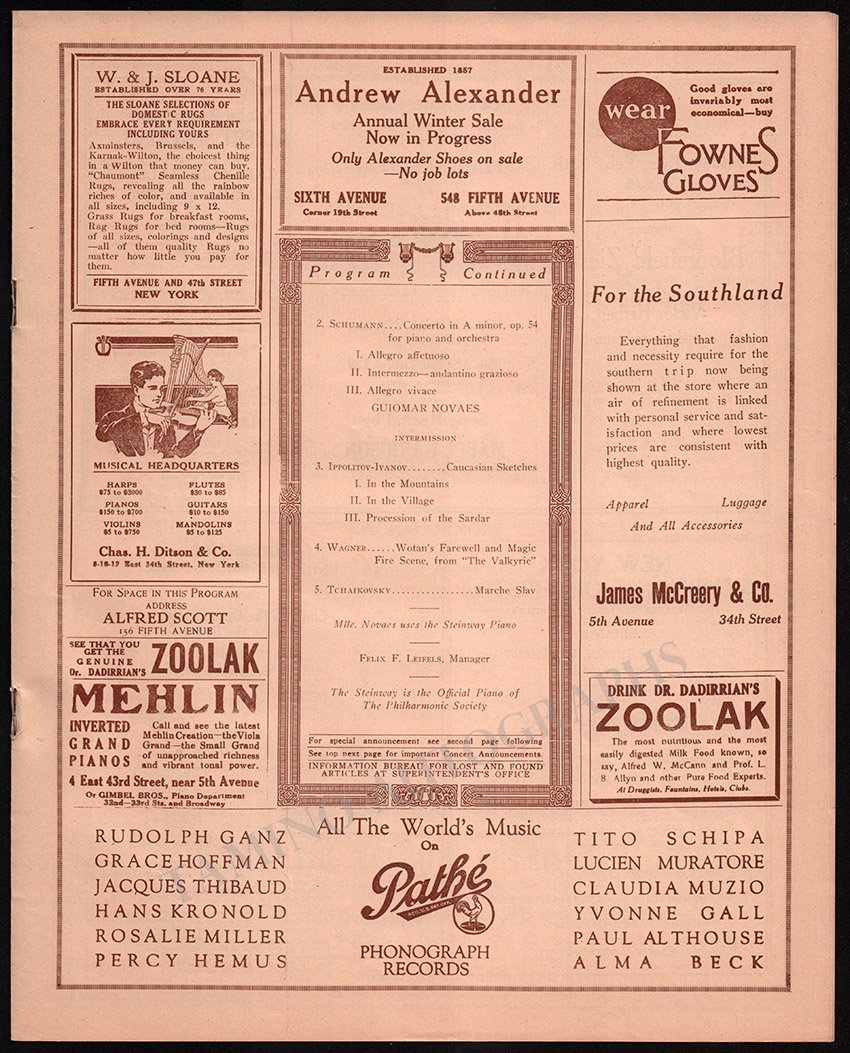 W. & J. SLOANE
ESTABLISHED OVER 76 YEARS
THE SLOANE SELECTIONS OF
DOMESTIC RUGS
EMBRACE EVERY REQUIREMENT
INCLUDING YOURS
Axminsters, Brussels, and the
Karnak-Wilton, the choicest thing
in a Wilton that money can buy.
"Chaumont" Seamless Chenille
Rugs, revealing all the rainbow
riches of color, and available in
all sizes, including 9 x 12.
Grass Rugs for breakfast rooms,
Rag Rugs for bed rooms—Rugs
of all sizes, colorings and designs
—all of them quality Rugs no
matter how little you pay for
them.
FIFTH AVENUE AND 47th STREET
NEW YORK
ESTABLISHED 1857
Andrew Alexander
Annual Winter Sale
Now in Progress
Only Alexander Shoes on sale
—No job lots
SIXTH AVENUE 548 FIFTH AVENUE
Corner 19th Street Above 45th Street
Good gloves are
invariably most
economical—buy
wear
FOWNES
GLOVES
MUSICAL HEADQUARTERS
HARPS FLUTES
$75 to $3000 $30 to $85
PIANOS GUITARS
$150 to $700 $10 to $150
VIOLINS MANDOLINS
$5 to $750 $5 to $125
Chas. H. Ditson & Co.
8-10-12 East 34th Street, New York
FOR SPACE IN THIS PROGRAM
ADDRESS
ALFRED SCOTT
156 FIFTH AVENUE
SEE THAT YOU
GET THE
GENUINE
Dr. DADIRRIAN'S
ZOOLAK
MEHLIN
INVERTED
GRAND
PIANOS
Call and see the latest
Mehlin Creation—the Viola
Grand—the Small Grand
of unapproached richness
and vibrant tonal power.
4 East 43rd Street, near 5th Avenue
Or GIMBEL BROS., Piano Department
32nd—33rd Sts. and Broadway
Program Continued
2. SCHUMANN....Concerto in A minor, op. 54
for piano and orchestra
I. Allegro affetuoso
II. Intermezzo—andantino grazioso
III. Allegro vivace
GUIOMAR NOVAES
INTERMISSION
3. IPPOLITOV-IVANOV........Caucasian Sketches
I. In the Mountains
II. In the Village
III. Procession of the Sardar
4. WAGNER......Wotan's Farewell and Magic
Fire Scene, from "The Valkyrie"
5. TCHAIKOVSKY................Marche Slav
Mlle. Novaes uses the Steinway Piano
FELIX F. LEIFELS, Manager
The Steinway is the Official Piano of
The Philharmonic Society
For special announcement see second page following
See top next page for important Concert Announcements.
INFORMATION BUREAU FOR LOST AND FOUND
ARTICLES AT SUPERINTENDENT'S OFFICE
For the Southland
Everything that fashion
and necessity require for the
southern trip now being
shown at the store where an
air of refinement is linked
with personal service and sat-
isfaction and where lowest
prices are consistent with
highest quality.
Apparel Luggage
And All Accessories
James McCreery & Co.
5th Avenue 34th Street
DRINK DR. DADIRRIAN'S
ZOOLAK
The most nutritious and the most
easily digested Milk Food known, so
say, Alfred W. McCann and Prof. L.
B. Allyn and other Pure Food Experts.
At Druggists, Fountains, Hotels, Clubs.
All The World's Music
On
Pathé
PHONOGRAPH
RECORDS
RUDOLPH GANZ
GRACE HOFFMAN
JACQUES THIBAUD
HANS KRONOLD
ROSALIE MILLER
PERCY HEMUS
TITO SCHIPA
LUCIEN MURATORE
CLAUDIA MUZIO
YVONNE GALL
PAUL ALTHOUSE
ALMA BECK
TAMINO AUTOGRAPHS